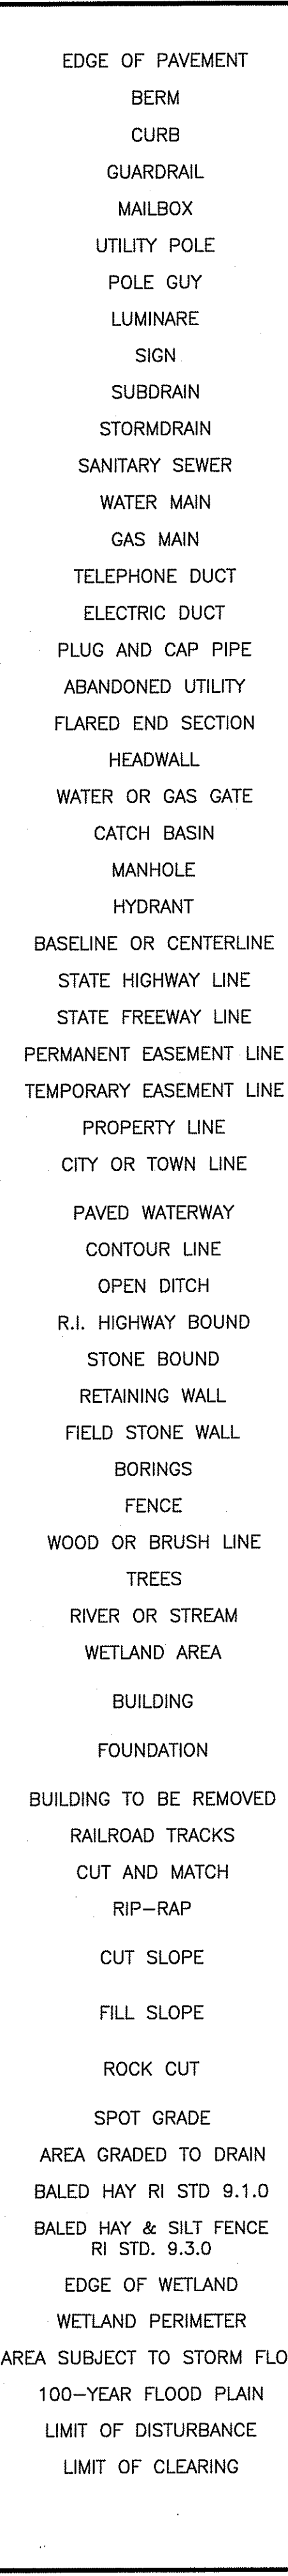 EDGE OF PAVEMENT
BERM
CURB
GUARDRAIL
MAILBOX
UTILITY POLE
POLE GUY
LUMINARE
SIGN
SUBDRAIN
STORMDRAIN
SANITARY SEWER
WATER MAIN
GAS MAIN
TELEPHONE DUCT
ELECTRIC DUCT
PLUG AND CAP PIPE
ABANDONED UTILITY
FLARED END SECTION
HEADWALL
WATER OR GAS GATE
CATCH BASIN
MANHOLE
HYDRANT
BASELINE OR CENTERLINE
STATE HIGHWAY LINE
STATE FREEWAY LINE
PERMANENT EASEMENT LINE
TEMPORARY EASEMENT LINE
PROPERTY LINE
CITY OR TOWN LINE
PAVED WATERWAY
CONTOUR LINE
OPEN DITCH
R.I. HIGHWAY BOUND
STONE BOUND
RETAINING WALL
FIELD STONE WALL
BORINGS
FENCE
WOOD OR BRUSH LINE
TREES
RIVER OR STREAM
WETLAND AREA
BUILDING
FOUNDATION
BUILDING TO BE REMOVED
RAILROAD TRACKS
CUT AND MATCH
RIP-RAP
CUT SLOPE
FILL SLOPE
ROCK CUT
SPOT GRADE
AREA GRADED TO DRAIN
BALED HAY RI STD 9.1.0
BALED HAY & SILT FENCE
RI STD. 9.3.0
EDGE OF WETLAND
WETLAND PERIMETER
AREA SUBJECT TO STORM FLO
100-YEAR FLOOD PLAIN
LIMIT OF DISTURBANCE
LIMIT OF CLEARING